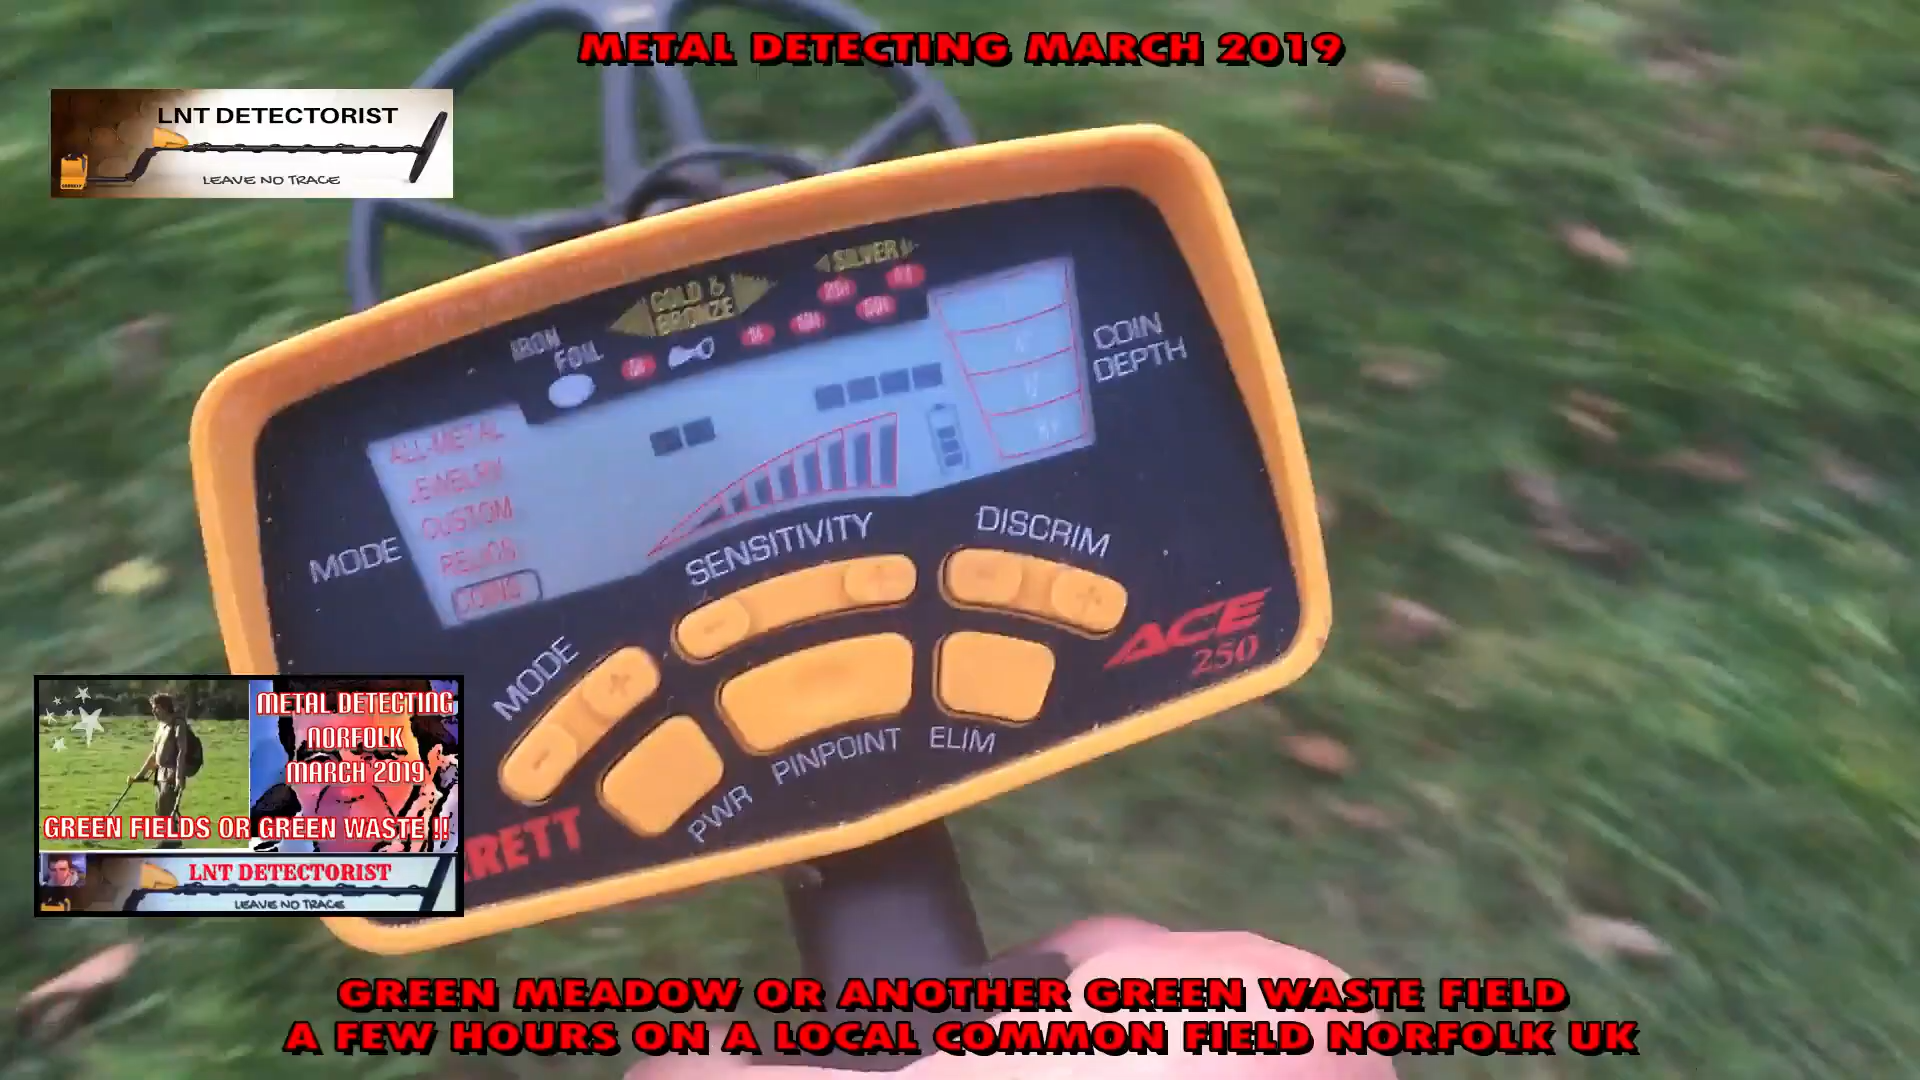 METAL DETECTING MARCH 2019
LNT DETECTORIST
LEAVE NO TRACE
SILVER
GOLD &
BRONZE
IRON
FOIL
COIN
DEPTH
ALL-METAL
JEWELRY
CUSTOM
RELICS
COINS
MODE
SENSITIVITY
DISCRIM
MODE
ACE
250
PWR
PINPOINT
ELIM
RRETT
METAL DETECTING
NORFOLK
MARCH 2019
GREEN FIELDS OR GREEN WASTE !!
LNT DETECTORIST
LEAVE NO TRACE
GREEN MEADOW OR ANOTHER GREEN WASTE FIELD
A FEW HOURS ON A LOCAL COMMON FIELD NORFOLK UK